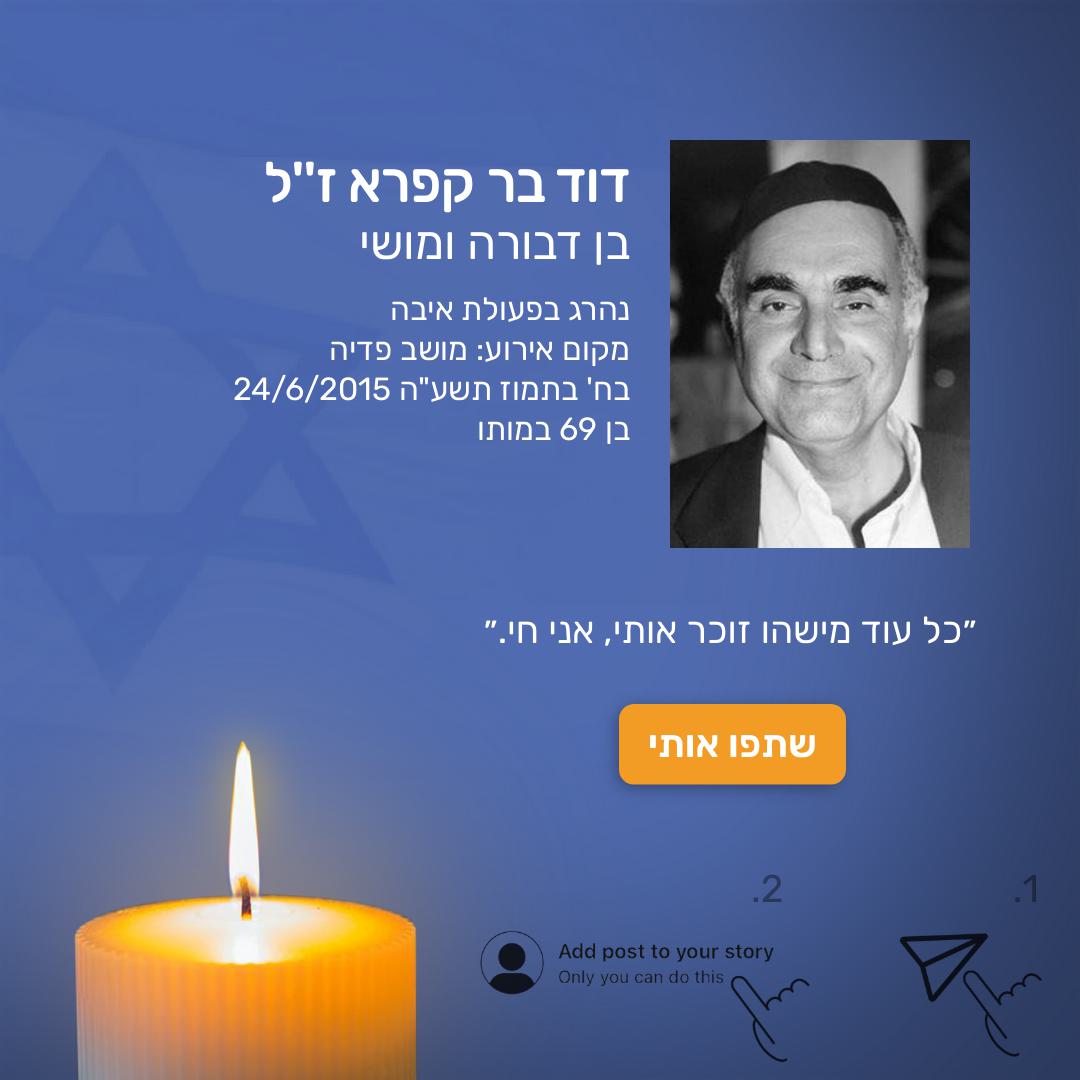 דוד בר קפרא ז"ל
בן דבורה ומושי
נהרג בפעולת איבה
מקום אירוע: מושב פדיה
בח' בתמוז תשע"ה 24/6/2015
בן 69 במותו
״כל עוד מישהו זוכר אותי, אני חי.״
שתפו אותי
1.
2.
Add post to your story
Only you can do this